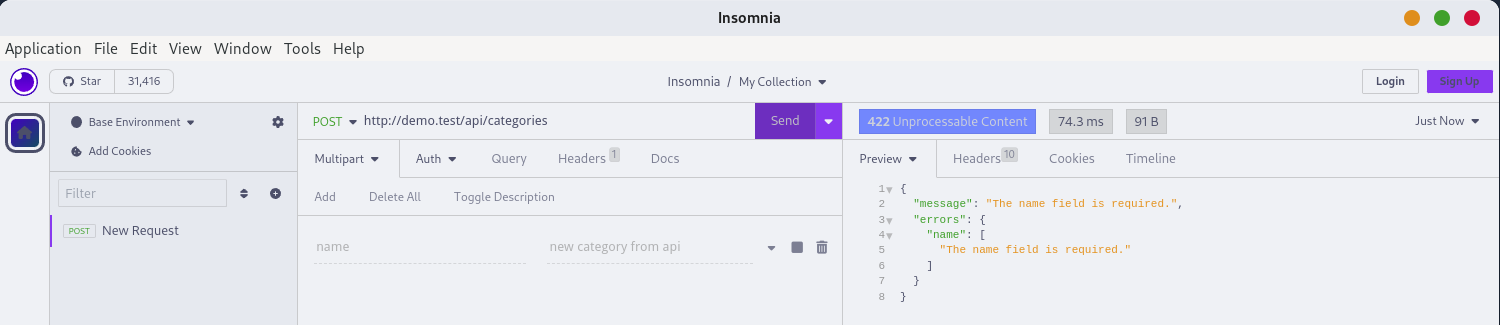 Insomnia
Application File Edit View Window Tools Help
Star 31,416
Insomnia / My Collection
Login
Sign Up
Base Environment
Add Cookies
Filter
POST New Request
POST http://demo.test/api/categories
Send
Multipart Auth Query Headers 1 Docs
Add Delete All Toggle Description
name new category from api
422 Unprocessable Content 74.3 ms 91 B
Just Now
Preview Headers 10 Cookies Timeline
1 {
2 "message": "The name field is required.",
3 "errors": {
4 "name": [
5 "The name field is required."
6 ]
7 }
8 }